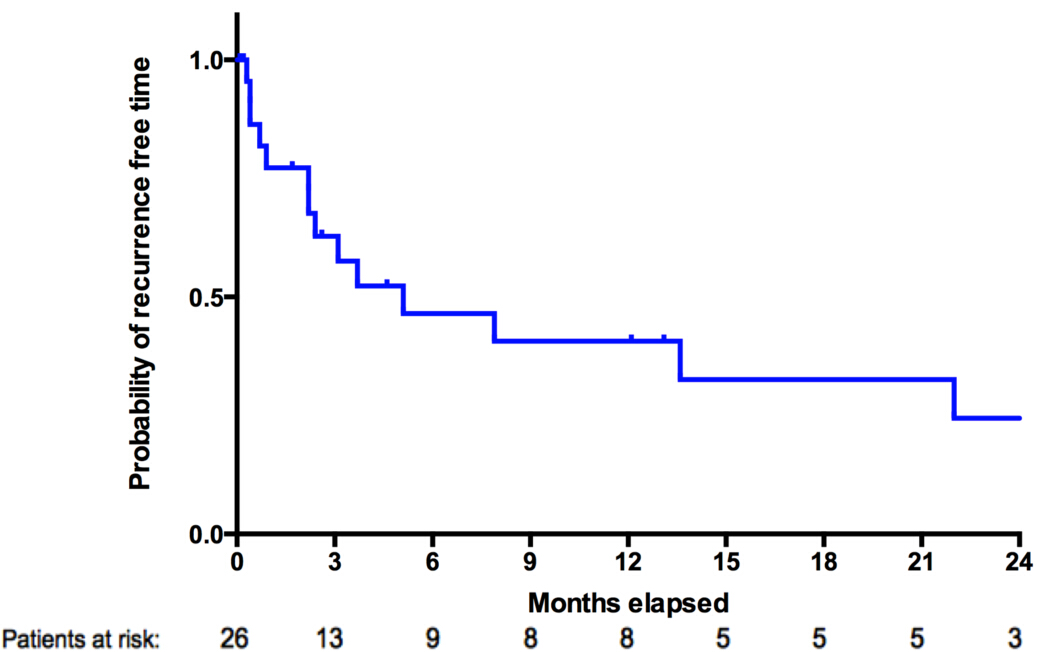 Probability of recurrence free time
1.0
0.5
0.0
0 3 6 9 12 15 18 21 24
Months elapsed
Patients at risk: 26 13 9 8 8 5 5 5 3